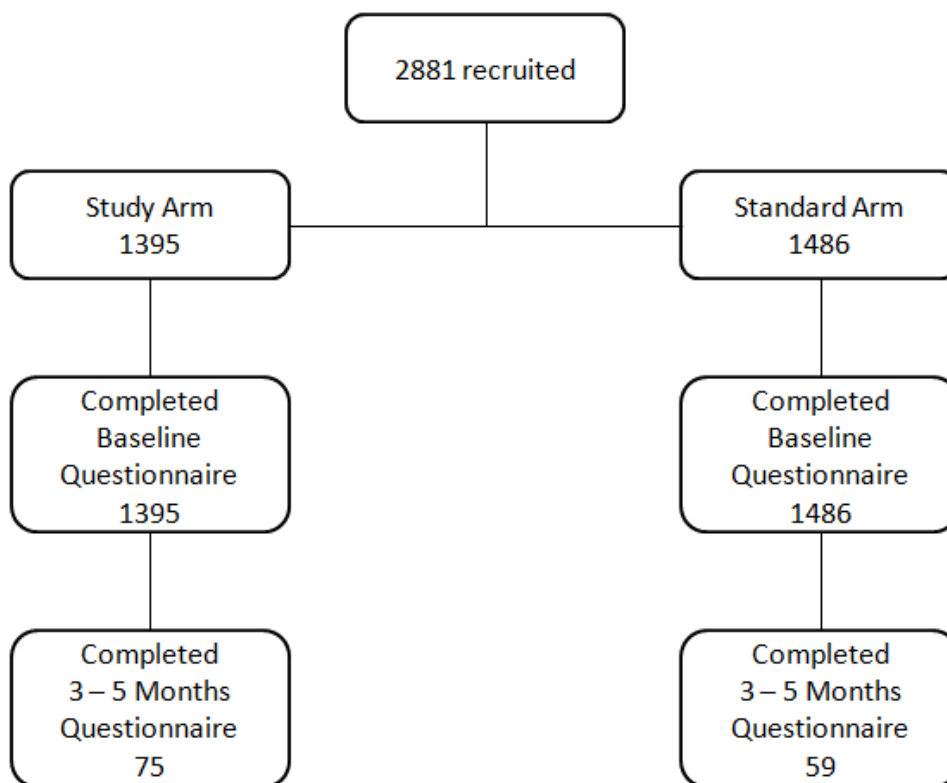 2881 recruited
Study Arm
1395
Standard Arm
1486
Completed
Baseline
Questionnaire
1395
Completed
Baseline
Questionnaire
1486
Completed
3 – 5 Months
Questionnaire
75
Completed
3 – 5 Months
Questionnaire
59